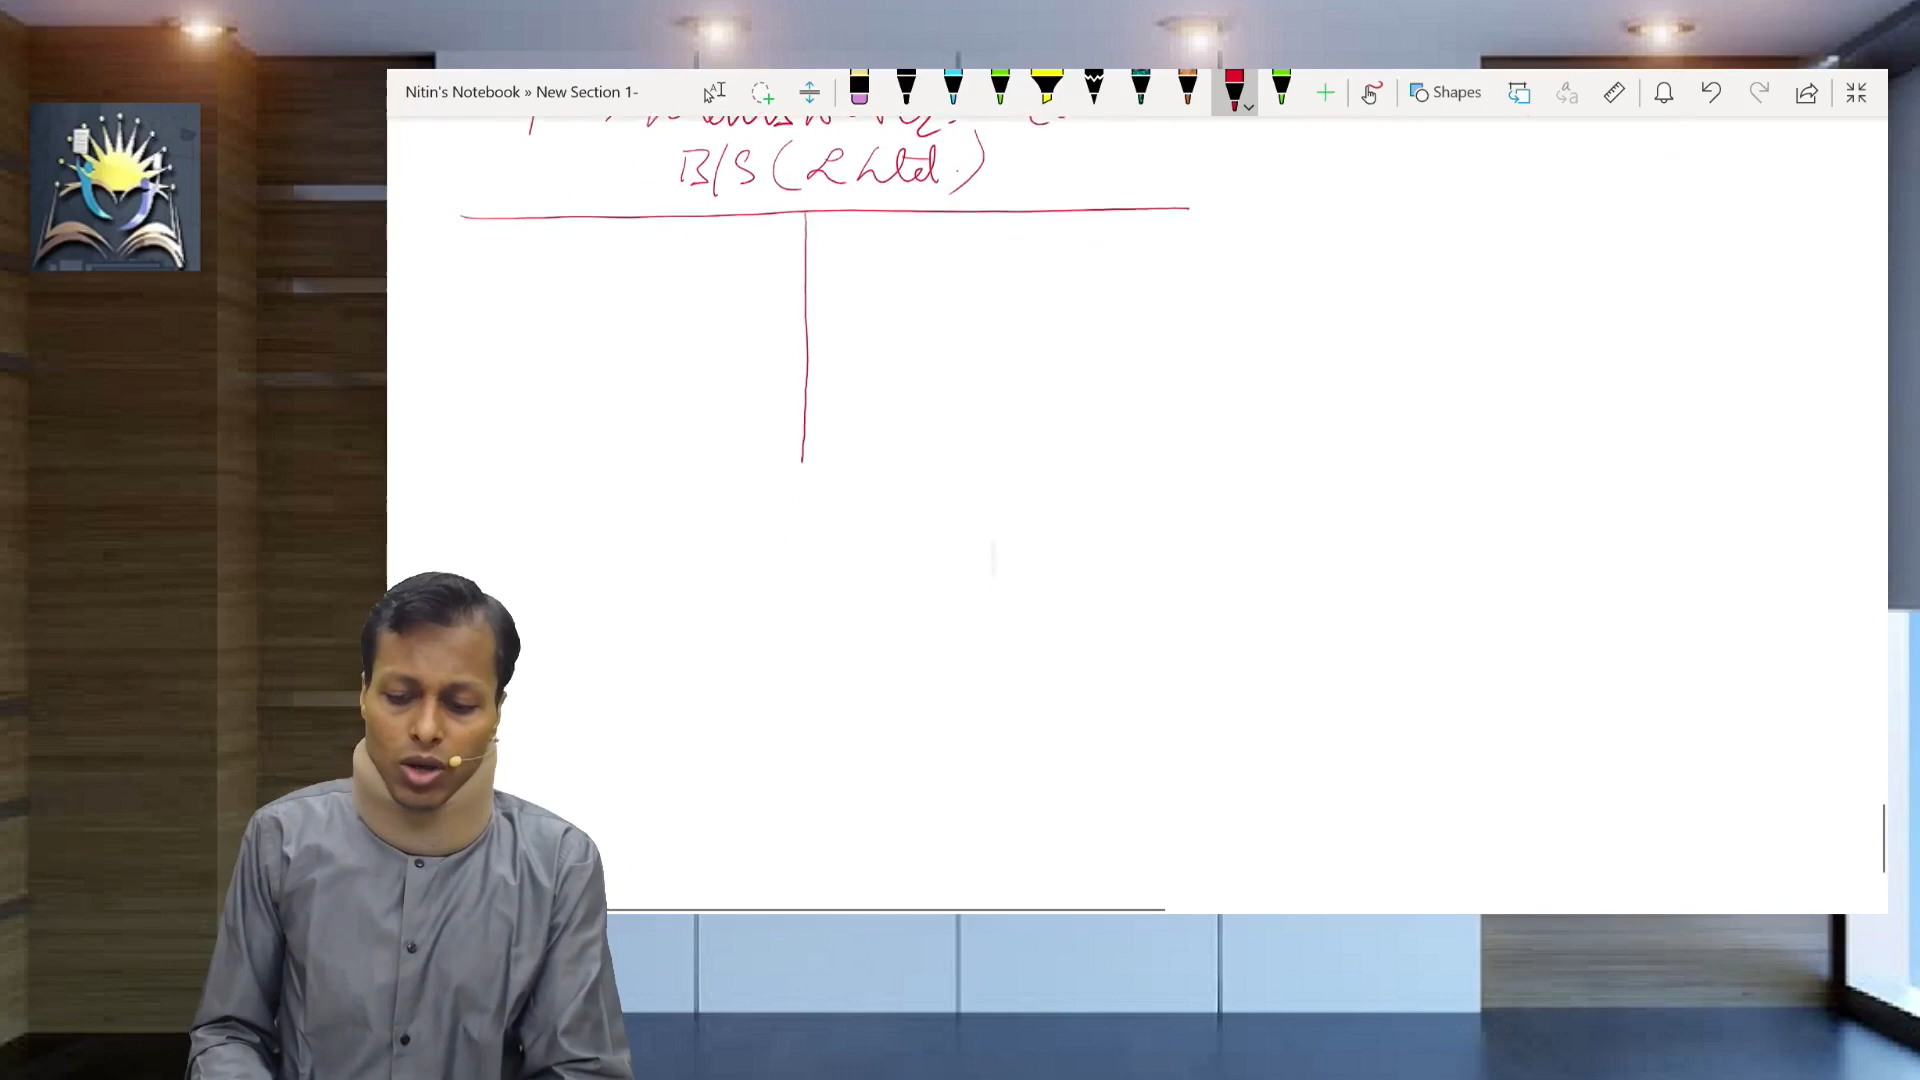 Nitin's Notebook » New Section 1-
Shapes
B/S (L Ltd.)